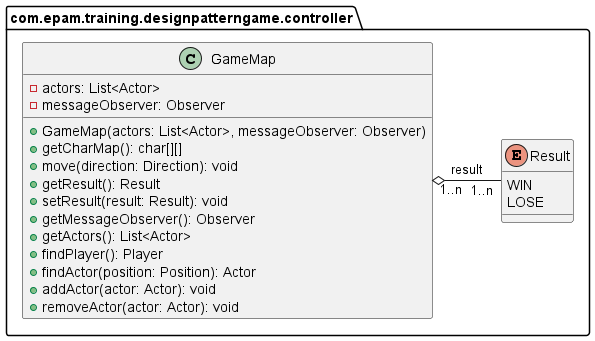 com.epam.training.designpatterngame.controller
C GameMap
actors: List<Actor>
messageObserver: Observer
GameMap(actors: List<Actor>, messageObserver: Observer)
getCharMap(): char[][]
move(direction: Direction): void
getResult(): Result
setResult(result: Result): void
getMessageObserver(): Observer
getActors(): List<Actor>
findPlayer(): Player
findActor(position: Position): Actor
addActor(actor: Actor): void
removeActor(actor: Actor): void
result
1..n 1..n
E Result
WIN
LOSE